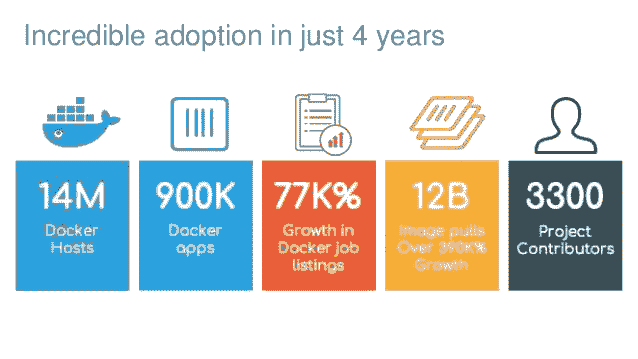 Incredible adoption in just 4 years
14M
Docker
Hosts
900K
Docker
apps
77K%
Growth in
Docker job
listings
12B
Image pulls
Over 390K%
Growth
3300
Project
Contributors